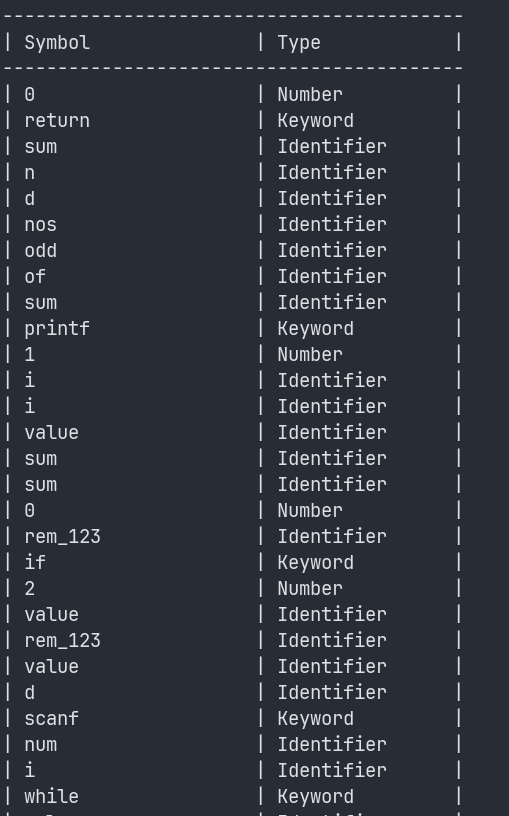 ------------------------------------------
| Symbol | Type |
------------------------------------------
| 0 | Number |
| return | Keyword |
| sum | Identifier |
| n | Identifier |
| d | Identifier |
| nos | Identifier |
| odd | Identifier |
| of | Identifier |
| sum | Identifier |
| printf | Keyword |
| 1 | Number |
| i | Identifier |
| i | Identifier |
| value | Identifier |
| sum | Identifier |
| sum | Identifier |
| 0 | Number |
| rem_123 | Identifier |
| if | Keyword |
| 2 | Number |
| value | Identifier |
| rem_123 | Identifier |
| value | Identifier |
| d | Identifier |
| scanf | Keyword |
| num | Identifier |
| i | Identifier |
| while | Keyword |